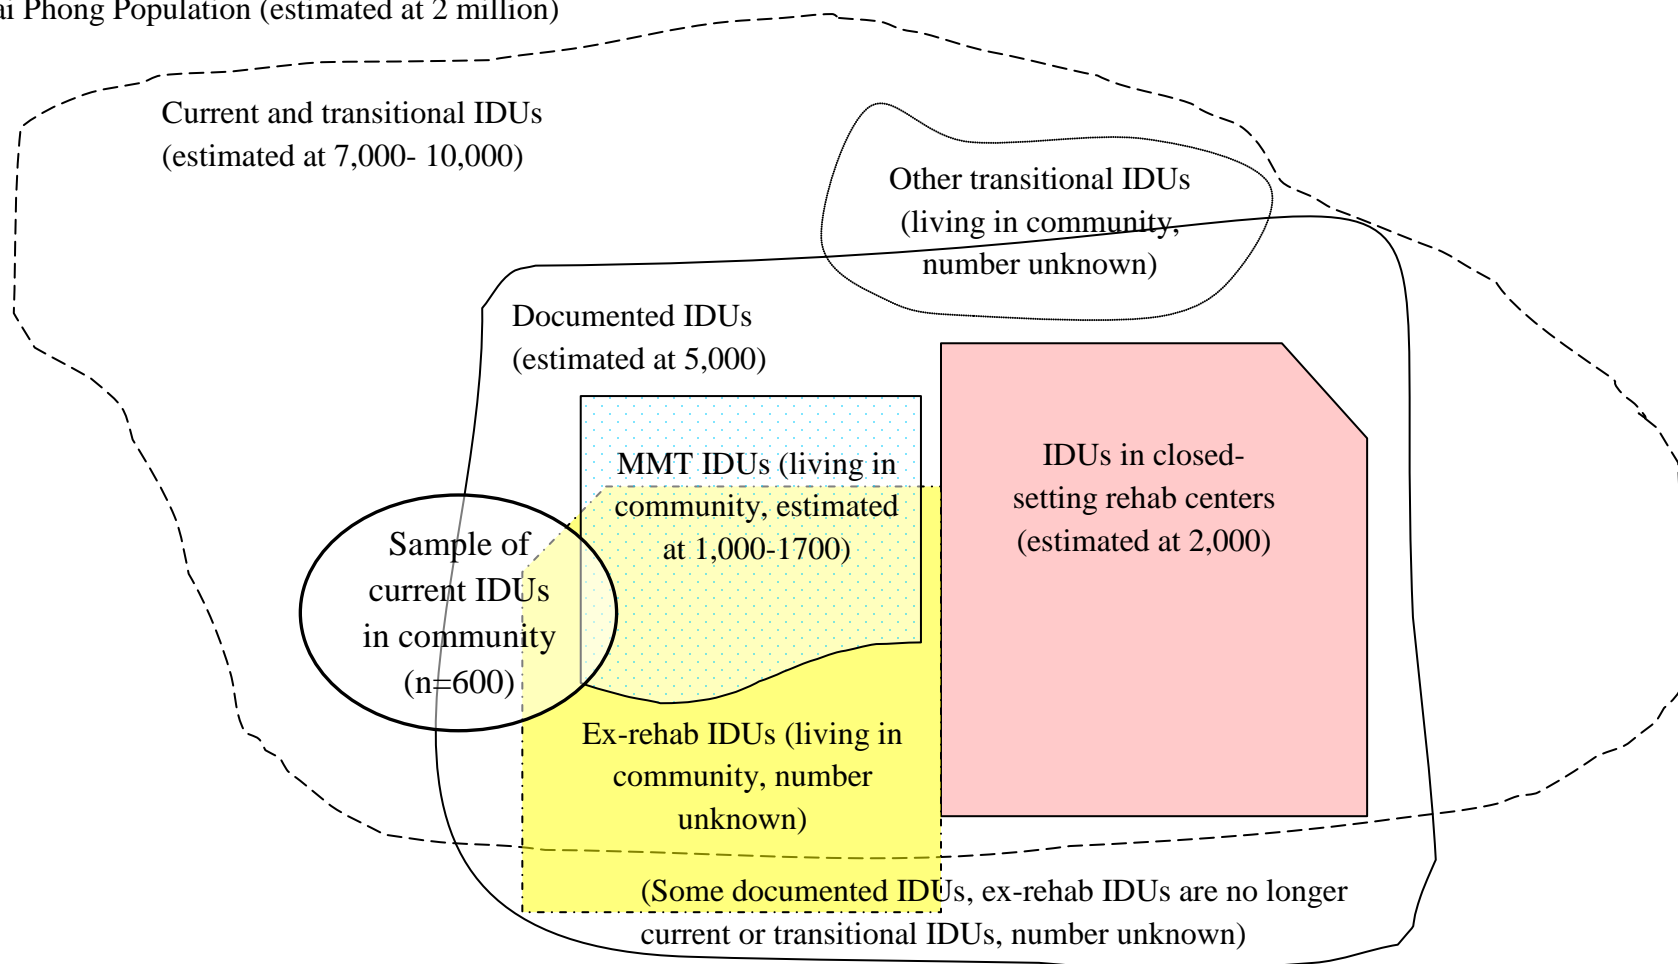 ai Phong Population (estimated at 2 million)
Current and transitional IDUs
(estimated at 7,000- 10,000)
Other transitional IDUs
(living in community,
number unknown)
Documented IDUs
(estimated at 5,000)
MMT IDUs (living in
community, estimated
at 1,000-1700)
IDUs in closed-
setting rehab centers
(estimated at 2,000)
Sample of
current IDUs
in community
(n=600)
Ex-rehab IDUs (living in
community, number
unknown)
(Some documented IDUs, ex-rehab IDUs are no longer
current or transitional IDUs, number unknown)